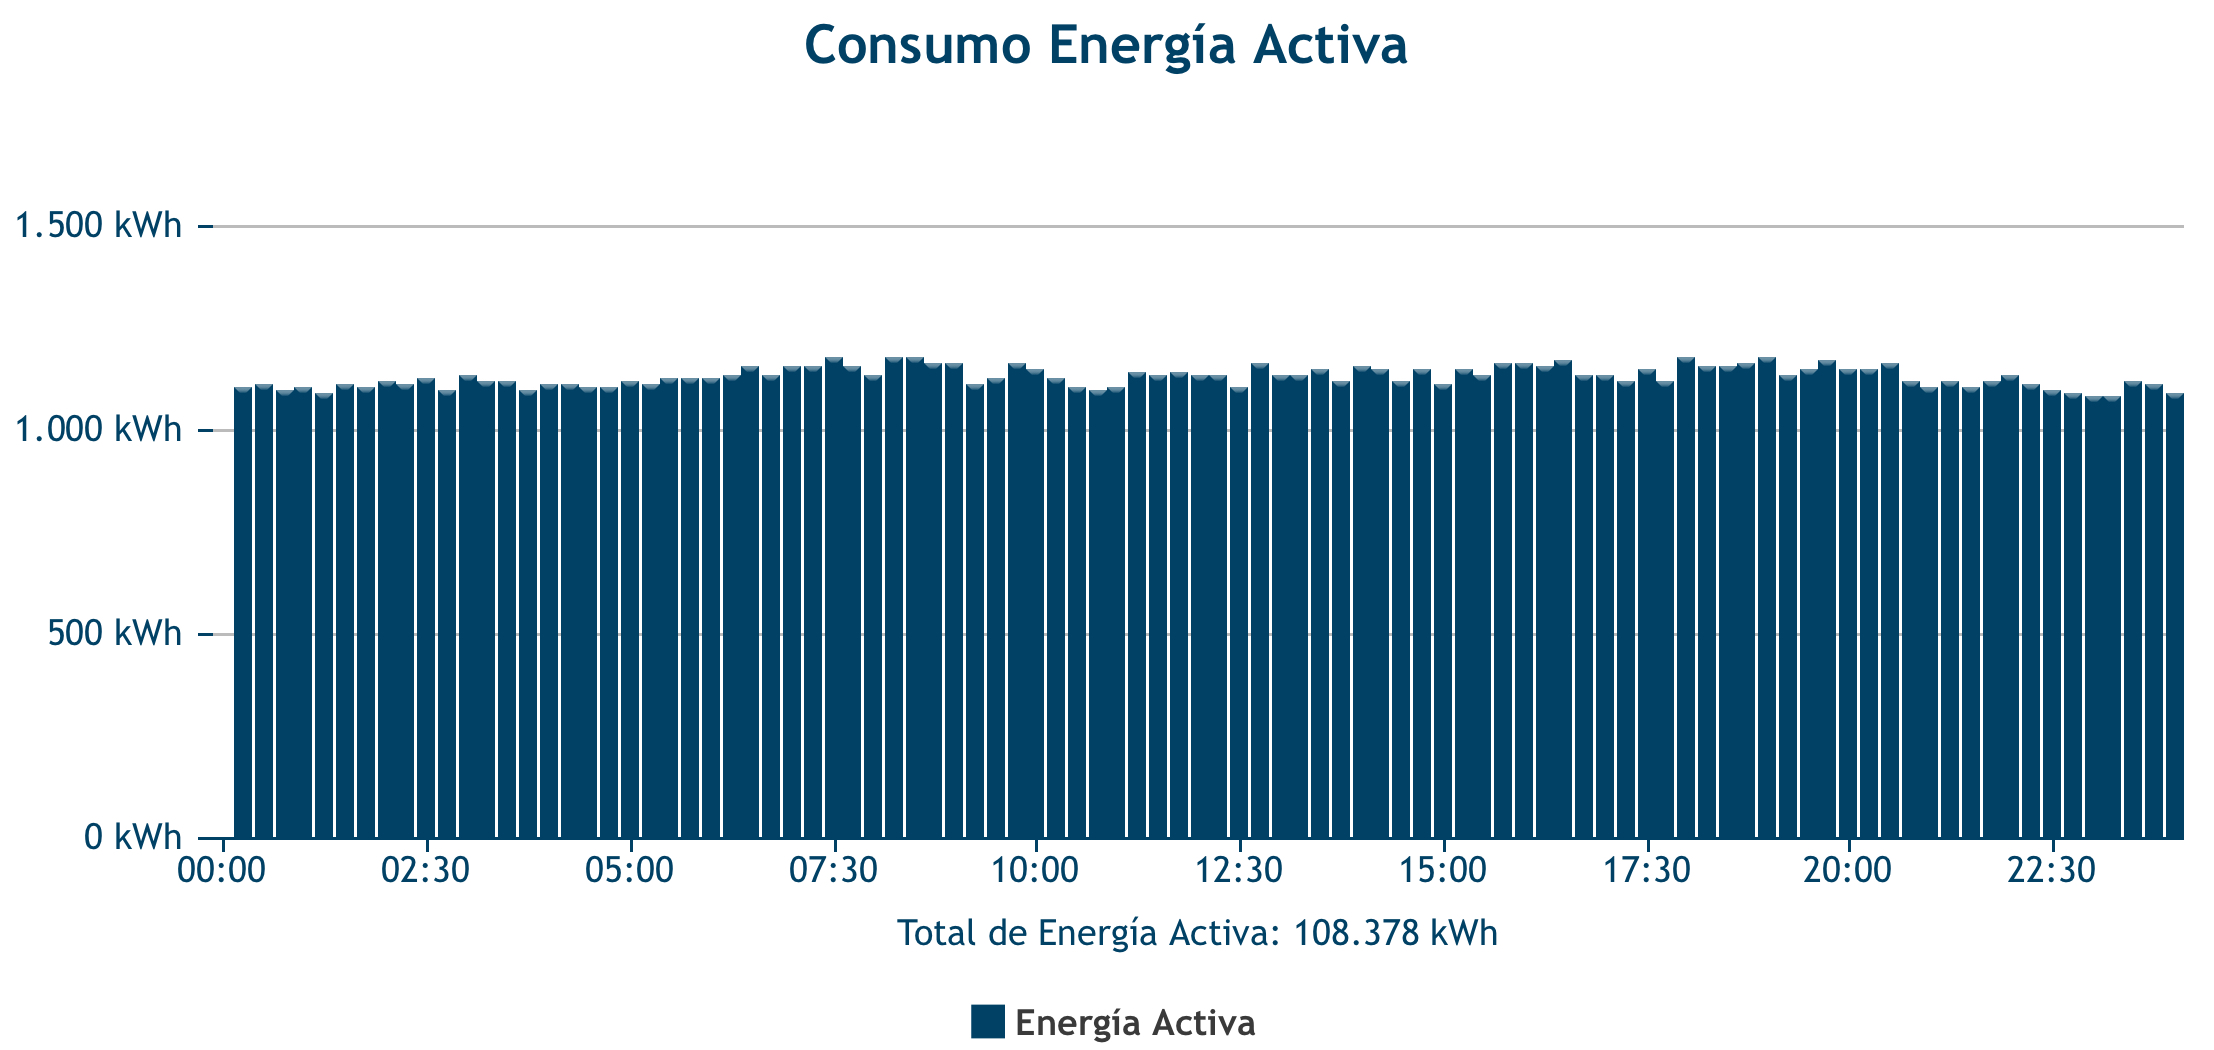 Consumo Energía Activa
1.500 kWh
1.000 kWh
500 kWh
0 kWh
00:00 02:30 05:00 07:30 10:00 12:30 15:00 17:30 20:00 22:30
Total de Energía Activa: 108.378 kWh
Energía Activa